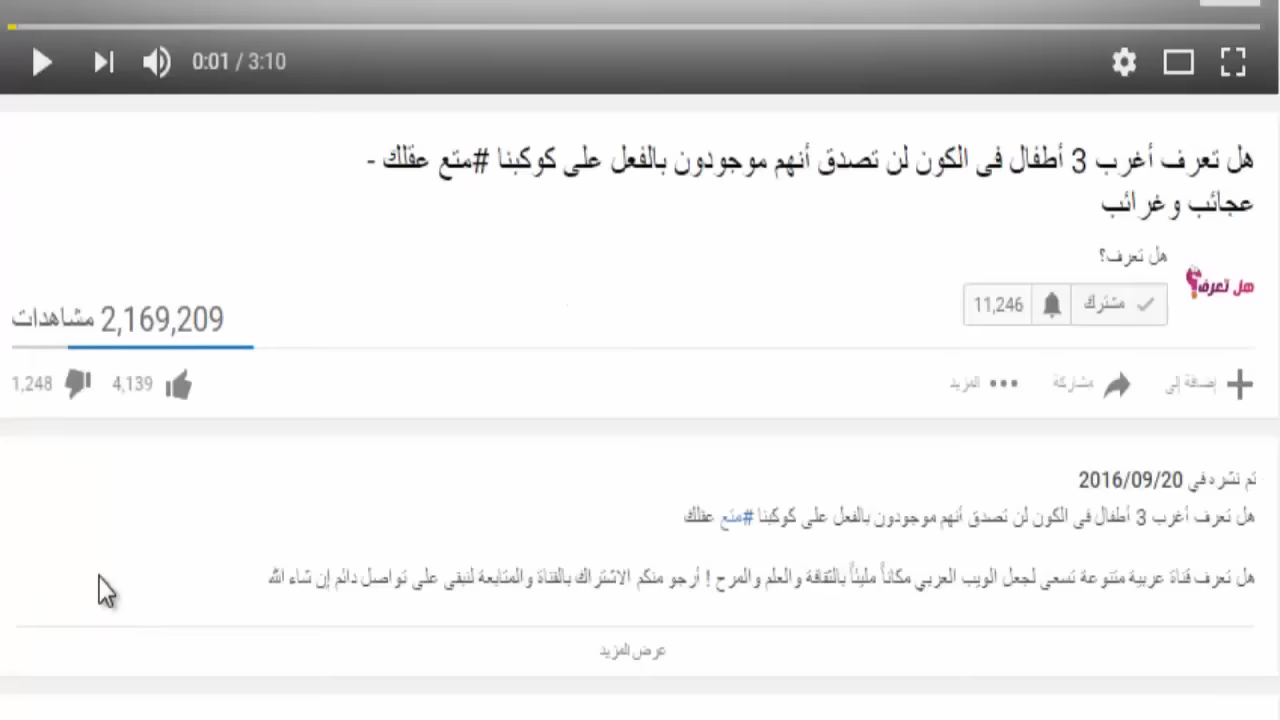 0:01 / 3:10
هل تعرف أغرب 3 أطفال فى الكون لن تصدق أنهم موجودون بالفعل على كوكبنا #متع عقلك -
عجائب وغرائب
هل تعرف؟
هل تعرف؟
مشترك 11,246
2,169,209 مشاهدات
إضافة إلى مشاركة المزيد
4,139 1,248
تم نشره في 2016/09/20
هل تعرف أغرب 3 أطفال فى الكون لن تصدق أنهم موجودون بالفعل على كوكبنا #متع عقلك
هل تعرف قناة عربية متنوعة تسعى لجعل الويب العربي مكاناً مليئاً بالثقافة والعلم والمرح ! أرجو منكم الاشتراك بالقناة والمتابعة لنبقى على تواصل دائم إن شاء الله
عرض المزيد